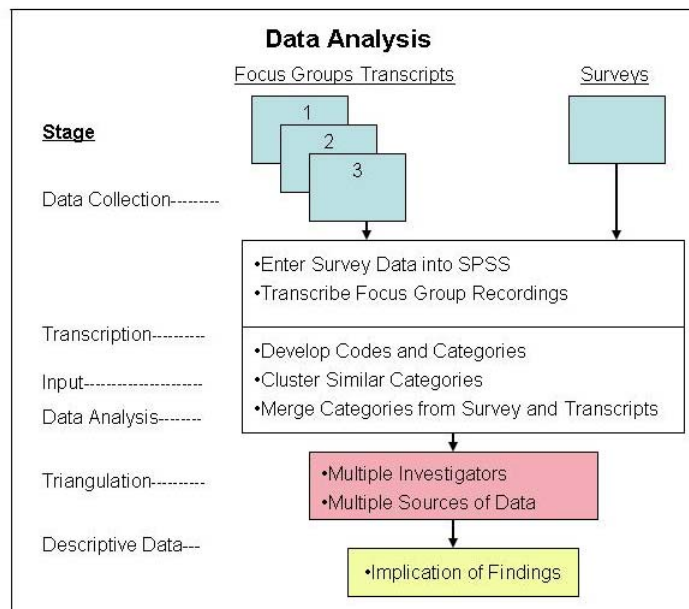 Data Analysis
Focus Groups Transcripts
Surveys
Stage
1
2
3
Data Collection---------
•Enter Survey Data into SPSS
•Transcribe Focus Group Recordings
Transcription----------
•Develop Codes and Categories
Input----------------------
•Cluster Similar Categories
Data Analysis--------
•Merge Categories from Survey and Transcripts
Triangulation----------
•Multiple Investigators
•Multiple Sources of Data
Descriptive Data---
•Implication of Findings